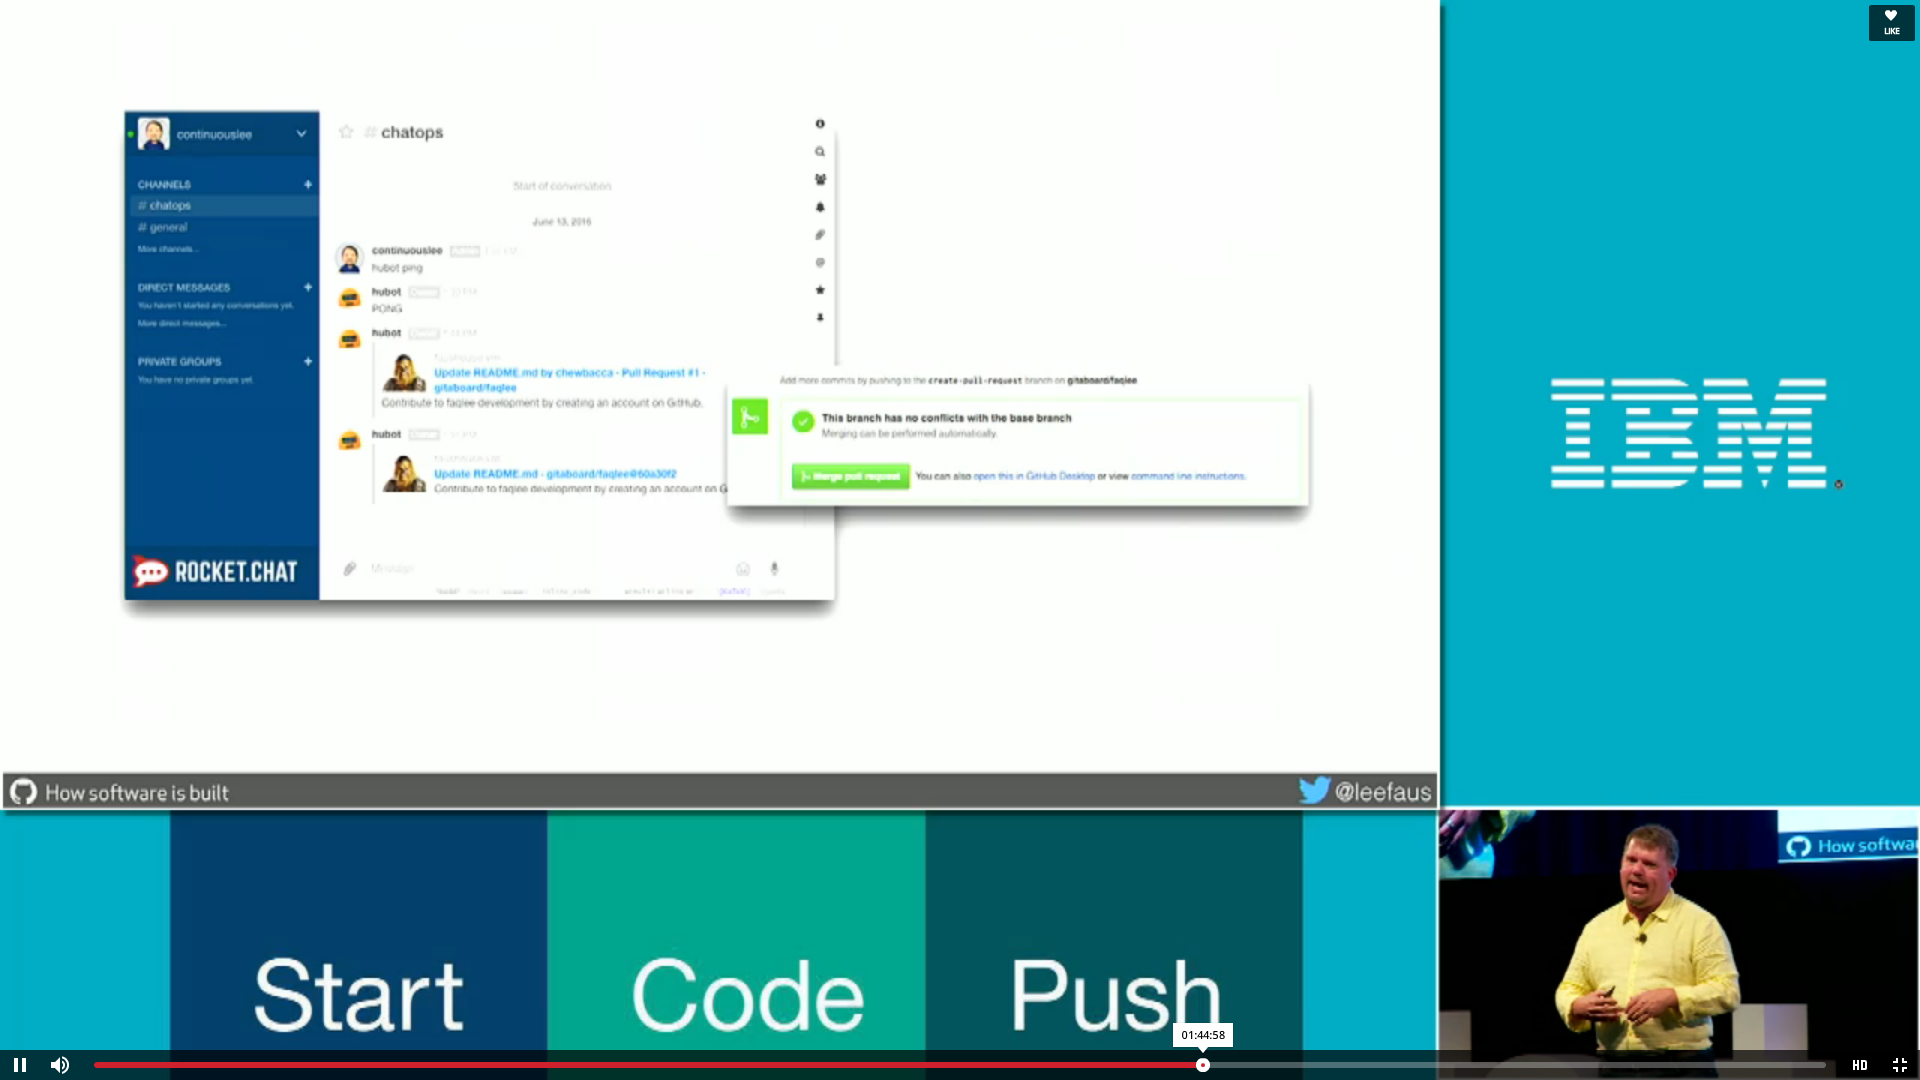 LIKE
continuouslee
# chatops
CHANNELS +
# chatops
# general
More channels...
DIRECT MESSAGES +
You haven't started any conversations yet.
More direct messages...
PRIVATE GROUPS +
You have no private groups yet.
ROCKET.CHAT
Start of conversation
June 13, 2016
continuouslee Admin
hubot ping
hubot
PONG
hubot
Update README.md by chewbacca - Pull Request #1 -
gitaboard/faqlee
Contribute to faqlee development by creating an account on GitHub.
hubot
Update README.md - gitaboard/faqlee@60a30f2
Contribute to faqlee development by creating an account on G
Message
Add more commits by pushing to the create-pull-request branch on gitaboard/faqlee
This branch has no conflicts with the base branch
Merging can be performed automatically.
Merge pull request You can also open this in GitHub Desktop or view command line instructions.
IBM
How software is built
@leefaus
How softwa
Start
Code
Push
01:44:58
HD